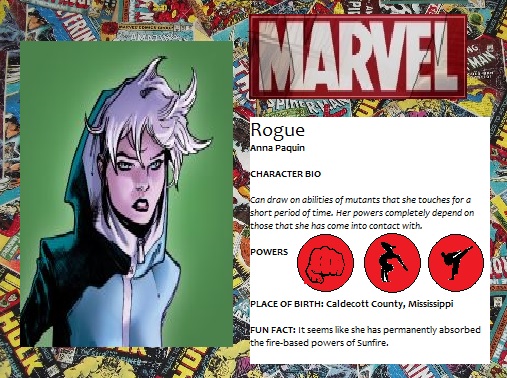 MARVEL
Rogue
Anna Paquin
CHARACTER BIO
Can draw on abilities of mutants that she touches for a
short period of time. Her powers completely depend on
those that she has come into contact with.
POWERS
PLACE OF BIRTH: Caldecott County, Mississippi
FUN FACT: It seems like she has permanently absorbed
the fire-based powers of Sunfire.